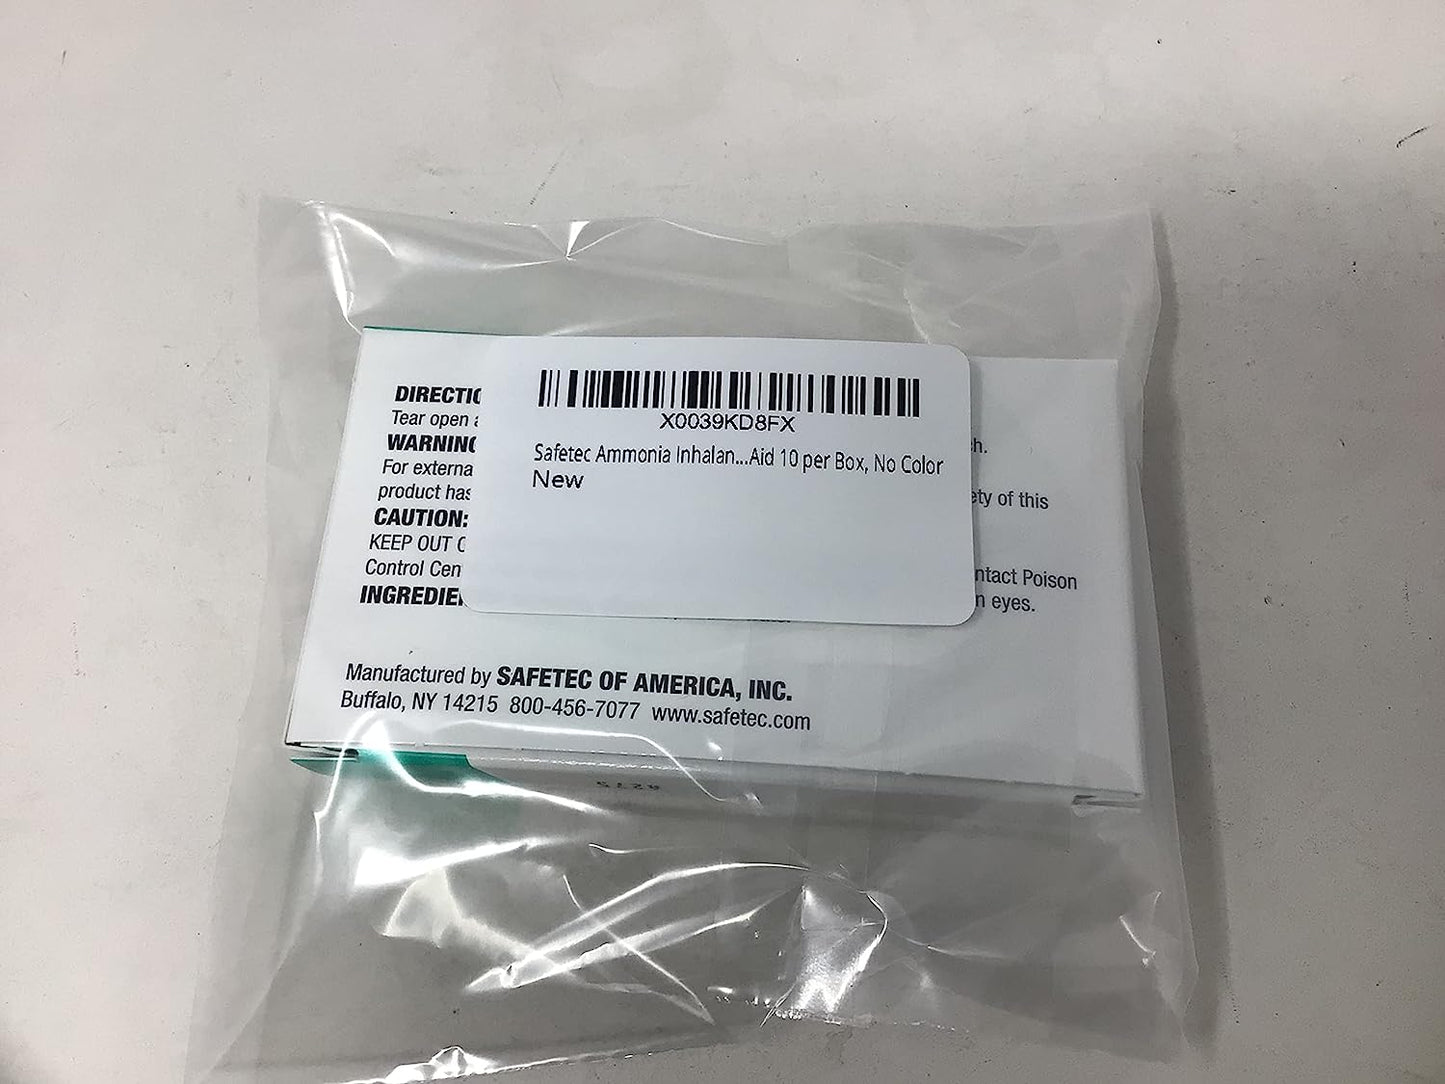 X0039KD8FX
Safetec Ammonia Inhalan...Aid 10 per Box, No Color
New
DIRECTIO
Tear open
WARNING
For externa
product has
ety of this
CAUTION:
KEEP OUT O
Control Cen
ntact Poison
n eyes.
INGREDIEN
Manufactured by SAFETEC OF AMERICA, INC.
Buffalo, NY 14215 800-456-7077 www.safetec.com